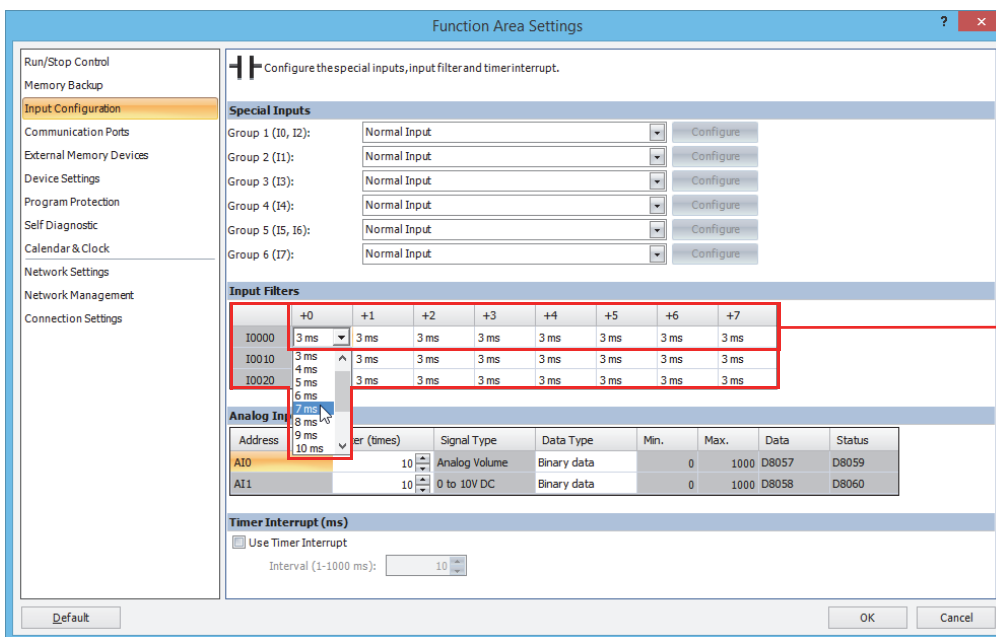 Function Area Settings ? ×
Run/Stop Control
Memory Backup
Input Configuration
Communication Ports
External Memory Devices
Device Settings
Program Protection
Self Diagnostic
Calendar & Clock
Network Settings
Network Management
Connection Settings
Configure the special inputs, input filter and timer interrupt.
Special Inputs
Group 1 (I0, I2): Normal Input Configure
Group 2 (I1): Normal Input Configure
Group 3 (I3): Normal Input Configure
Group 4 (I4): Normal Input Configure
Group 5 (I5, I6): Normal Input Configure
Group 6 (I7): Normal Input Configure
Input Filters
+0 +1 +2 +3 +4 +5 +6 +7
I0000 3 ms 3 ms 3 ms 3 ms 3 ms 3 ms 3 ms 3 ms
I0010 3 ms 3 ms 3 ms 3 ms 3 ms 3 ms 3 ms
I0020 3 ms 3 ms 3 ms 3 ms 3 ms 3 ms 3 ms
3 ms
4 ms
5 ms
6 ms
7 ms
8 ms
9 ms
10 ms
Analog Inp
Address er (times) Signal Type Data Type Min. Max. Data Status
AI0 10 Analog Volume Binary data 0 1000 D8057 D8059
AI1 10 0 to 10V DC Binary data 0 1000 D8058 D8060
Timer Interrupt (ms)
Use Timer Interrupt
Interval (1-1000 ms): 10
Default OK Cancel